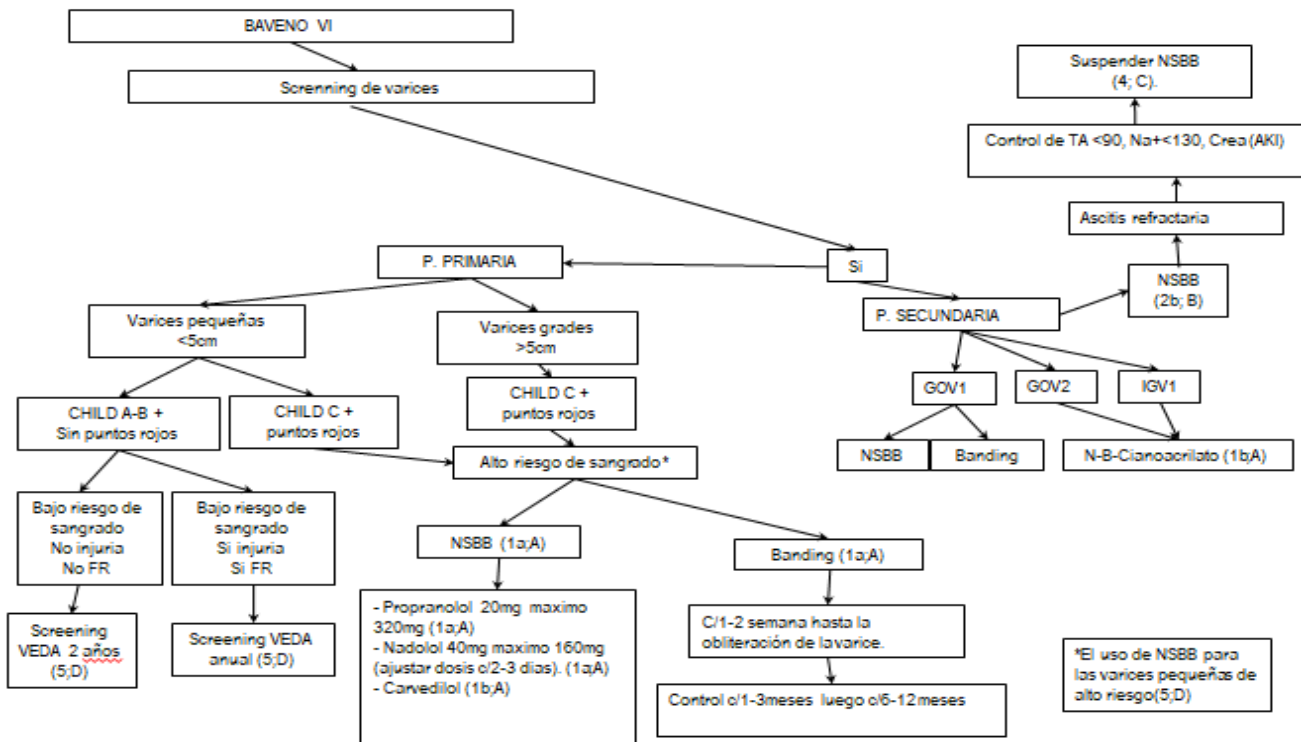 BAVENO VI
Screnning de varices
Suspender NSBB
(4; C).
Control de TA <90, Na+<130, Crea (AKI)
Ascitis refractaria
NSBB
(2b; B)
Si
P. PRIMARIA
P. SECUNDARIA
Varices pequeñas
<5cm
Varices grades
>5cm
GOV1
GOV2
IGV1
CHILD A-B +
Sin puntos rojos
CHILD C +
puntos rojos
CHILD C +
puntos rojos
Alto riesgo de sangrado*
NSBB
Banding
N-B-Cianoacrilato (1b;A)
Bajo riesgo de
sangrado
No injuria
No FR
Bajo riesgo de
sangrado
Si injuria
Si FR
NSBB (1a;A)
Banding (1a;A)
Screening
VEDA 2 años
(5;D)
Screening VEDA
anual (5;D)
- Propranolol 20mg maximo
320mg (1a;A)
- Nadolol 40mg maximo 160mg
(ajustar dosis c/2-3 dias). (1a;A)
- Carvedilol (1b;A)
C/1-2 semana hasta la
obliteración de la varice.
Control c/1-3meses luego c/6-12meses
*El uso de NSBB para
las varices pequeñas de
alto riesgo(5;D)